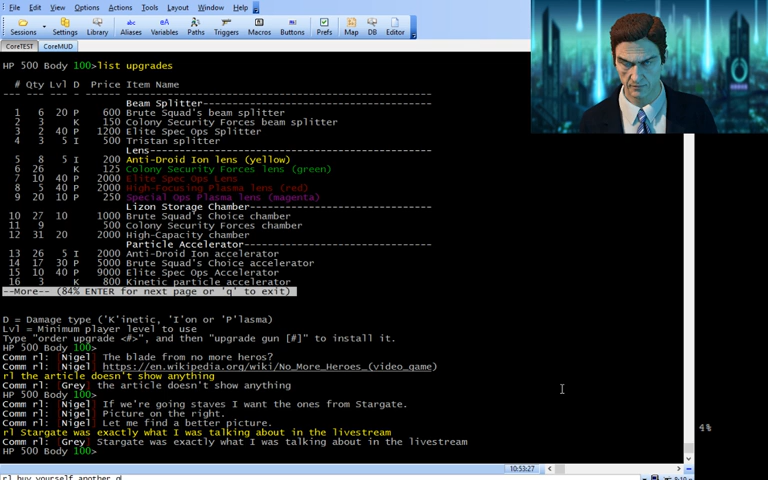 File Edit View Options Actions Tools Layout Window Help
Sessions Settings Library Aliases Variables Paths Triggers Macros Buttons Prefs Map DB Editor
CoreTEST CoreMUD
HP 500 Body 100>list upgrades
# Qty Lvl D Price Item Name
Beam Splitter
1 6 20 P 600 Brute Squad's beam splitter
2 3 K 150 Colony Security Forces beam splitter
3 2 40 P 1200 Elite Spec Ops Splitter
4 3 5 I 500 Tristan splitter
Lens
5 8 5 I 200 Anti-Droid Ion lens (yellow)
6 26 K 125 Colony Security Forces lens (green)
7 10 40 P 2000 Elite Spec Ops Lens
8 5 40 P 2000 High-Focusing Plasma lens (red)
9 20 10 P 250 Special Ops Plasma lens (magenta)
Lizon Storage Chamber
10 27 10 1000 Brute Squad's Choice chamber
11 9 500 Colony Security Forces chamber
12 31 20 2000 High-Capacity chamber
Particle Accelerator
13 26 5 I 2000 Anti-Droid Ion accelerator
14 17 30 P 5000 Brute Squad's Choice accelerator
15 10 40 P 9000 Elite Spec Ops Accelerator
16 3 K 800 Kinetic particle accelerator
--More-- (84% ENTER for next page or 'q' to exit)
D = Damage type ('K'inetic, 'I'on or 'P'lasma)
Lvl = Minimum player level to use
Type "order upgrade <#>", and then "upgrade gun [#]" to install it.
HP 500 Body 100>
Comm rl: [Nigel] The blade from no more heros?
Comm rl: [Nigel] https://en.wikipedia.org/wiki/No_More_Heroes_(video_game)
rl the article doesn't show anything
Comm rl: [Grey] the article doesn't show anything
HP 500 Body 100>
Comm rl: [Nigel] If we're going staves I want the ones from Stargate.
Comm rl: [Nigel] Picture on the right.
Comm rl: [Nigel] Let me find a better picture.
rl Stargate was exactly what I was talking about in the livestream
Comm rl: [Grey] Stargate was exactly what I was talking about in the livestream
HP 500 Body 100>
4%
10:53:27
rl buy yourself another g